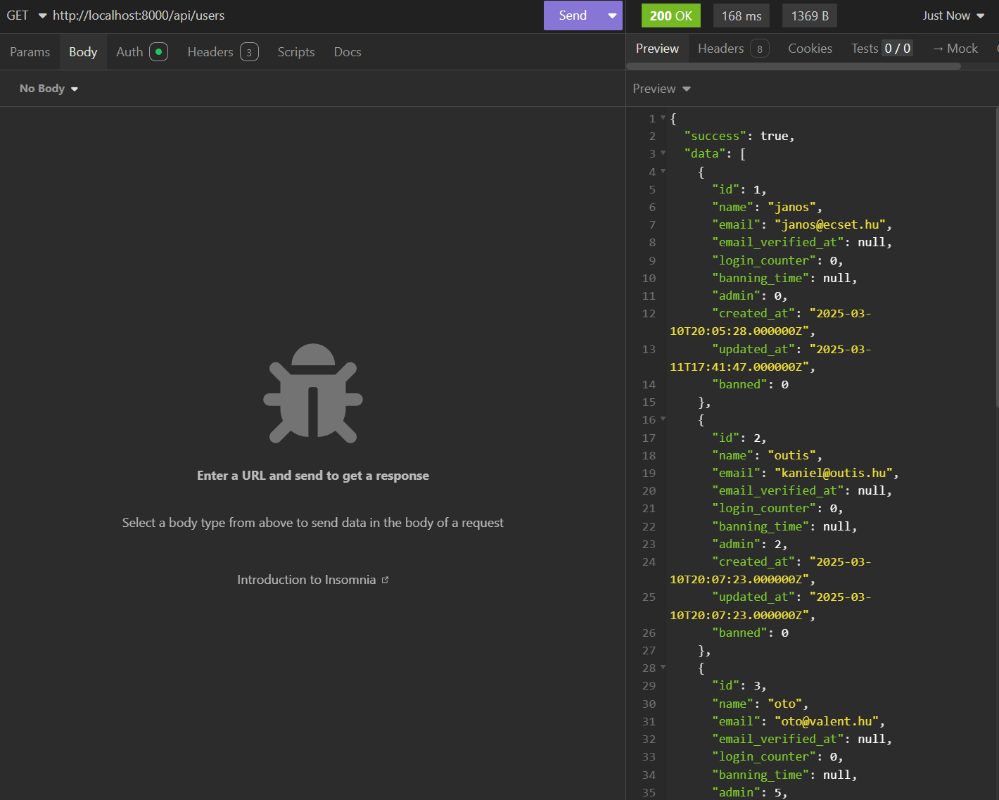 GET http://localhost:8000/api/users Send
Params Body Auth Headers 3 Scripts Docs
No Body
Enter a URL and send to get a response
Select a body type from above to send data in the body of a request
Introduction to Insomnia
200 OK 168 ms 1369 B Just Now
Preview Headers 8 Cookies Tests 0 / 0 → Mock
Preview
1 {
2 "success": true,
3 "data": [
4 {
5 "id": 1,
6 "name": "janos",
7 "email": "janos@ecset.hu",
8 "email_verified_at": null,
9 "login_counter": 0,
10 "banning_time": null,
11 "admin": 0,
12 "created_at": "2025-03-
10T20:05:28.000000Z",
13 "updated_at": "2025-03-
11T17:41:47.000000Z",
14 "banned": 0
15 },
16 {
17 "id": 2,
18 "name": "outis",
19 "email": "kaniel@outis.hu",
20 "email_verified_at": null,
21 "login_counter": 0,
22 "banning_time": null,
23 "admin": 2,
24 "created_at": "2025-03-
10T20:07:23.000000Z",
25 "updated_at": "2025-03-
10T20:07:23.000000Z",
26 "banned": 0
27 },
28 {
29 "id": 3,
30 "name": "oto",
31 "email": "oto@valent.hu",
32 "email_verified_at": null,
33 "login_counter": 0,
34 "banning_time": null,
35 "admin": 5,